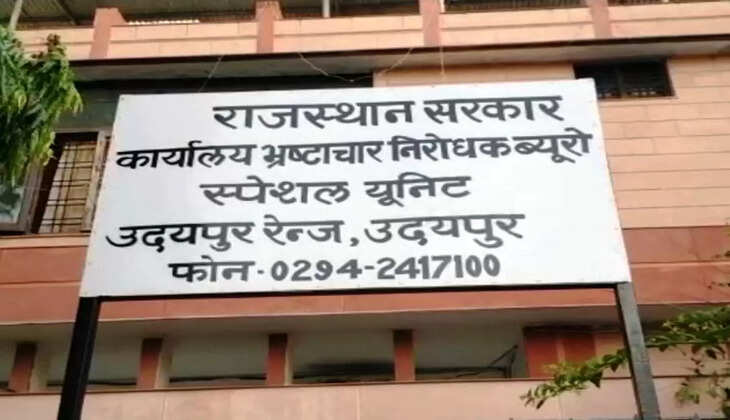 राजस्थान सरकार
कार्यालय भ्रष्टाचार निरोधक ब्यूरो
स्पेशल यूनिट
उदयपुर रेन्ज, उदयपुर
फोन-0294-2417100